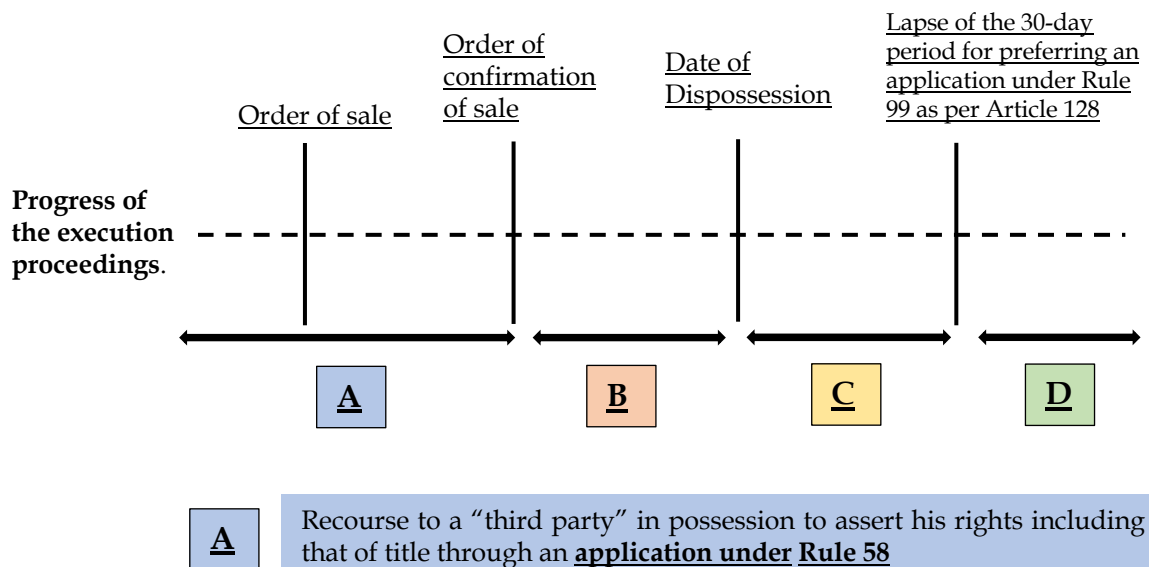 Order of sale
Order of
confirmation
of sale
Date of
Dispossession
Lapse of the 30-day
period for preferring an
application under Rule
99 as per Article 128
Progress of
the execution
proceedings.
A
B
C
D
A
Recourse to a “third party” in possession to assert his rights including
that of title through an application under Rule 58